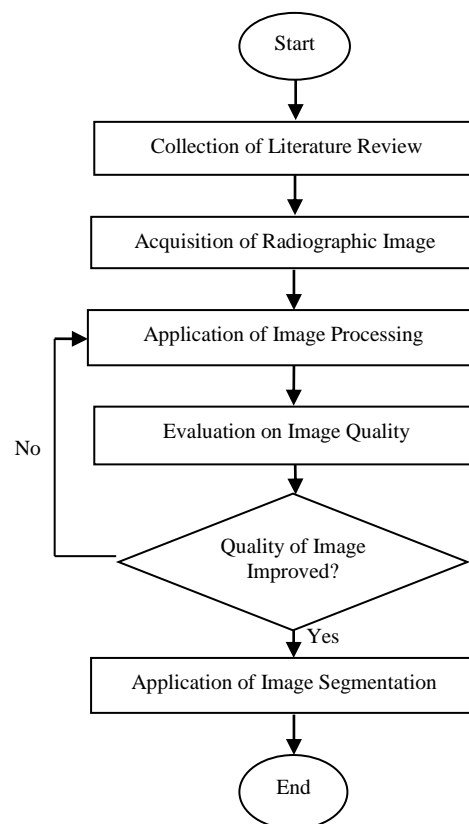 Start
Collection of Literature Review
Acquisition of Radiographic Image
Application of Image Processing
Evaluation on Image Quality
No
Quality of Image
Improved?
Yes
Application of Image Segmentation
End